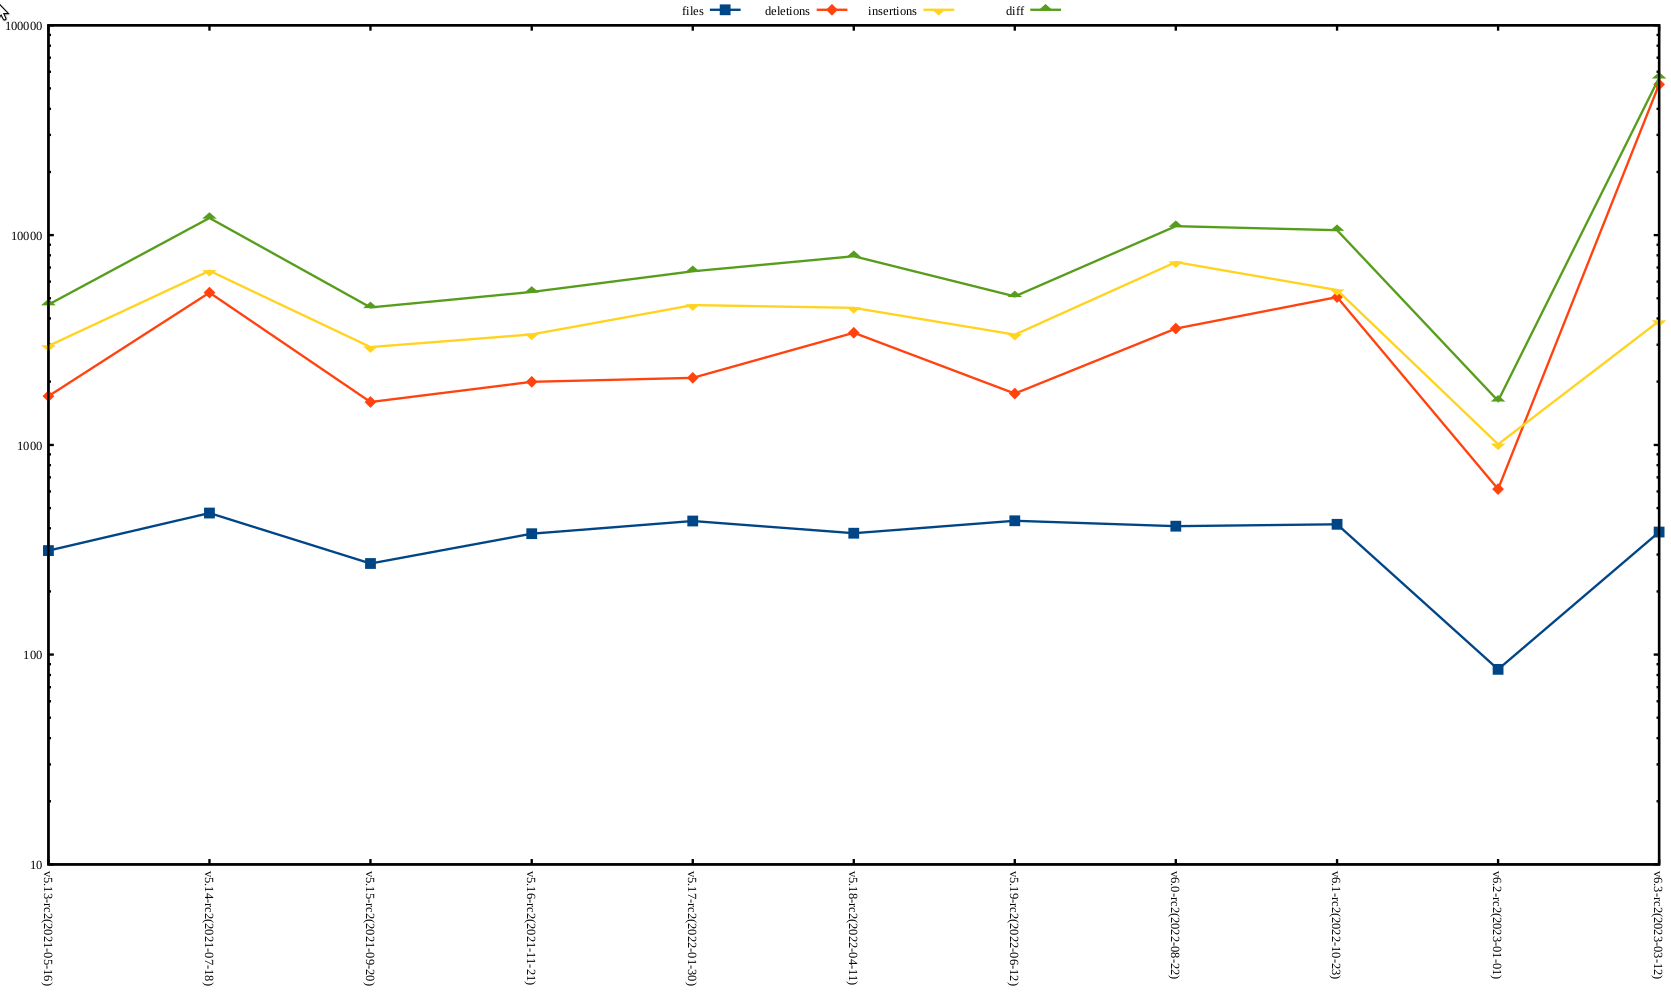 files deletions insertions diff
100000
10000
1000
100
10
v5.13-rc2(2021-05-16)
v5.14-rc2(2021-07-18)
v5.15-rc2(2021-09-20)
v5.16-rc2(2021-11-21)
v5.17-rc2(2022-01-30)
v5.18-rc2(2022-04-11)
v5.19-rc2(2022-06-12)
v6.0-rc2(2022-08-22)
v6.1-rc2(2022-10-23)
v6.2-rc2(2023-01-01)
v6.3-rc2(2023-03-12)